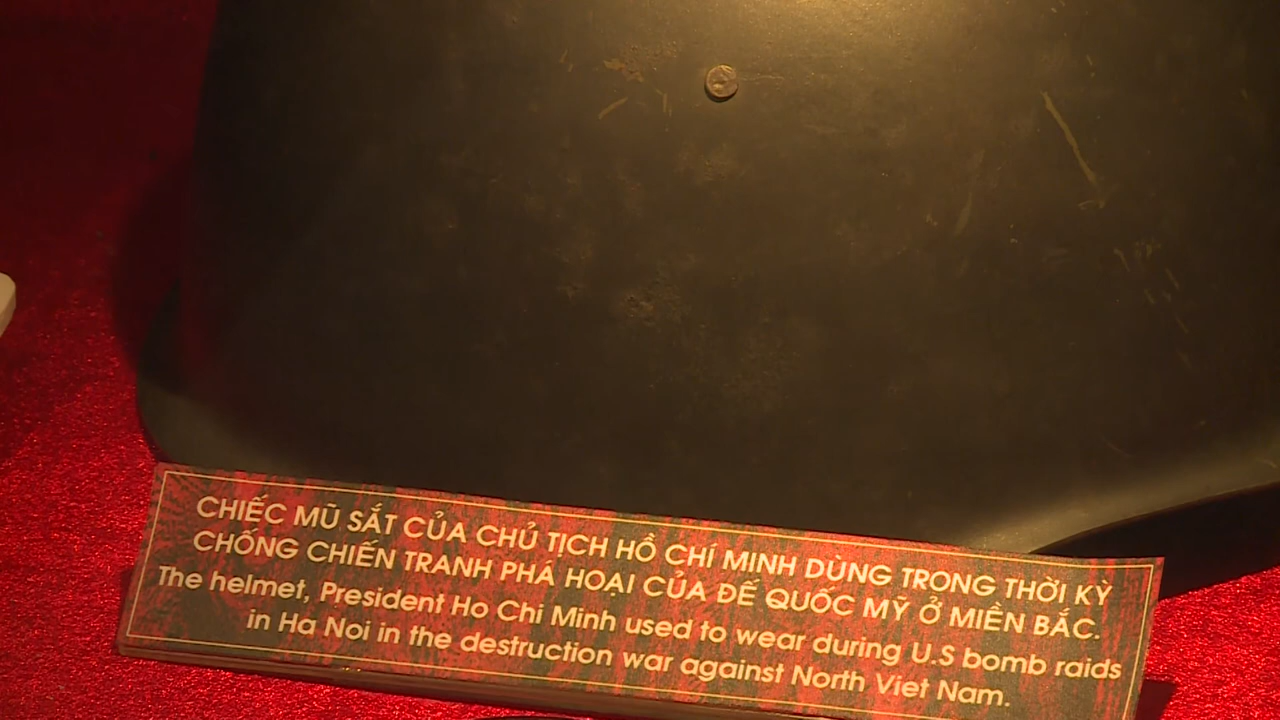 CHIẾC MŨ SẮT CỦA CHỦ TỊCH HỒ CHÍ MINH DÙNG TRONG THỜI KỲ
CHỐNG CHIẾN TRANH PHÁ HOẠI CỦA ĐẾ QUỐC MỸ Ở MIỀN BẮC.
The helmet, President Ho Chi Minh used to wear during U.S bomb raids
in Ha Noi in the destruction war against North Viet Nam.